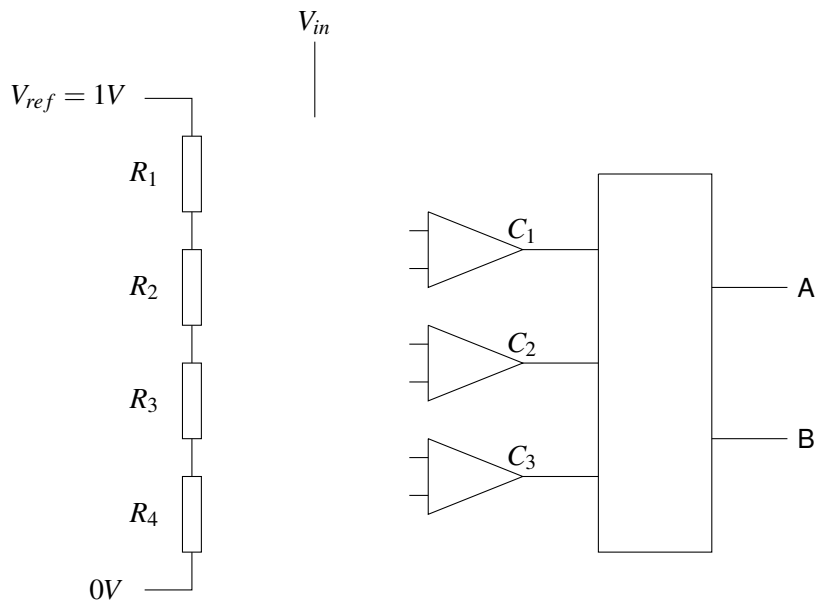 V_in
V_ref = 1V
R_1
C_1
R_2
A
C_2
R_3
B
C_3
R_4
0V